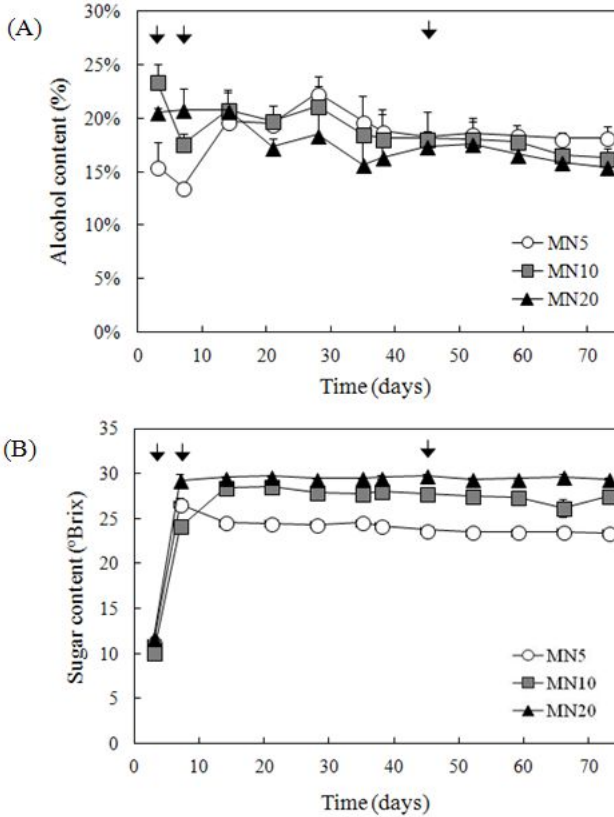 (A)
30%
25%
20%
15%
10%
5%
0%
Alcohol content (%)
MN5
MN10
MN20
0 10 20 30 40 50 60 70
Time (days)
(B)
35
30
25
20
15
10
5
0
Sugar content (ºBrix)
MN5
MN10
MN20
0 10 20 30 40 50 60 70
Time (days)